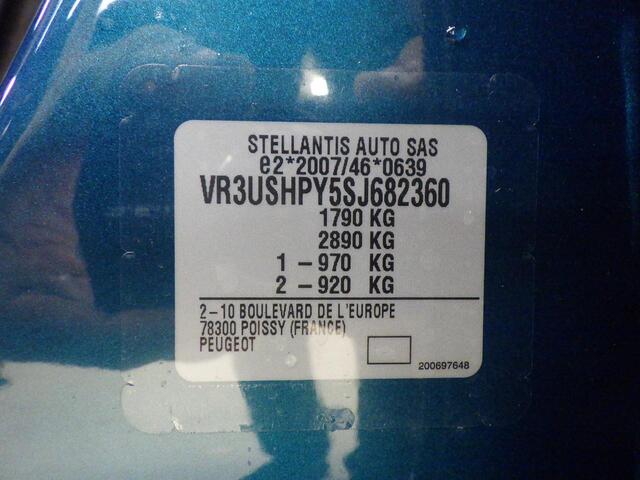 STELLANTIS AUTO SAS
e2*2007/46*0639
VR3USHPY5SJ682360
1790 KG
2890 KG
1 – 970 KG
2 – 920 KG
2–10 BOULEVARD DE L'EUROPE
78300 POISSY (FRANCE)
PEUGEOT
200697648